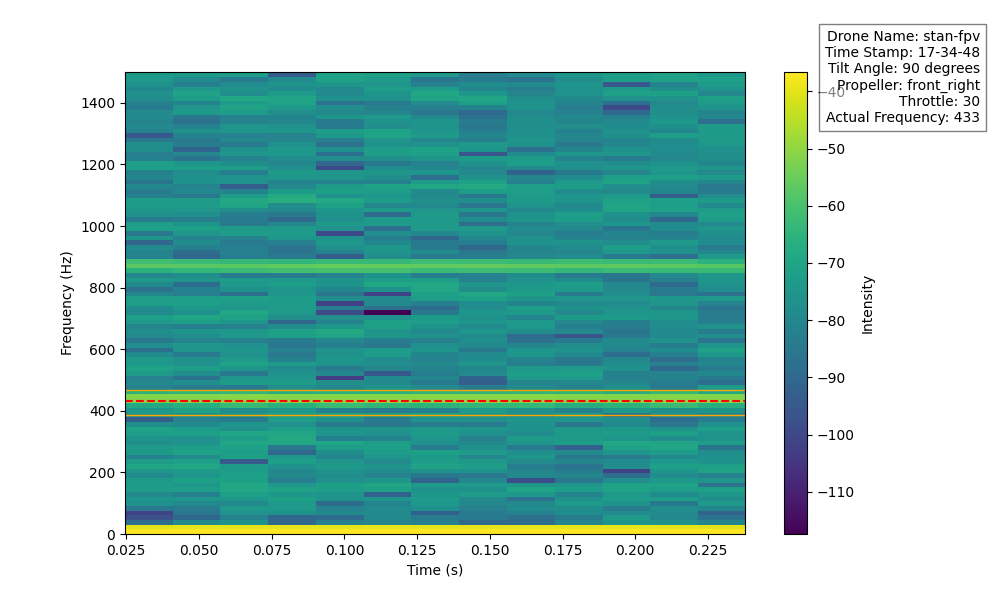 Drone Name: stan-fpv
Time Stamp: 17-34-48
Tilt Angle: 90 degrees
Propeller: front_right
Throttle: 30
Actual Frequency: 433
1400
1200
1000
800
600
400
200
0
Frequency (Hz)
0.025
0.050
0.075
0.100
0.125
0.150
0.175
0.200
0.225
Time (s)
−40
−50
−60
−70
−80
−90
−100
−110
Intensity